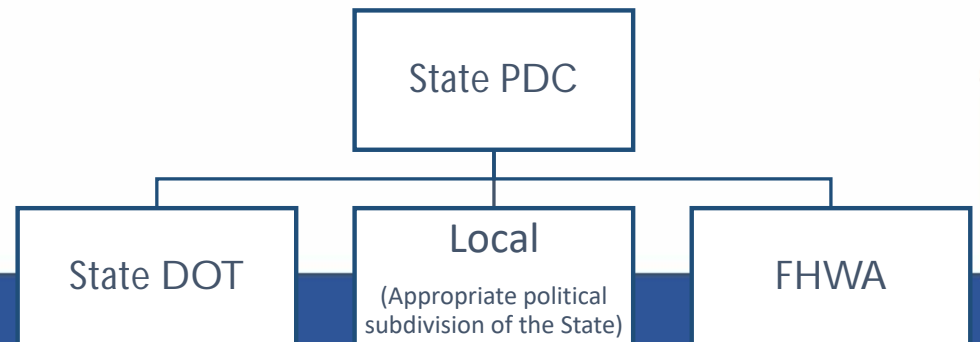 State PDC
State DOT
Local
(Appropriate political
subdivision of the State)
FHWA